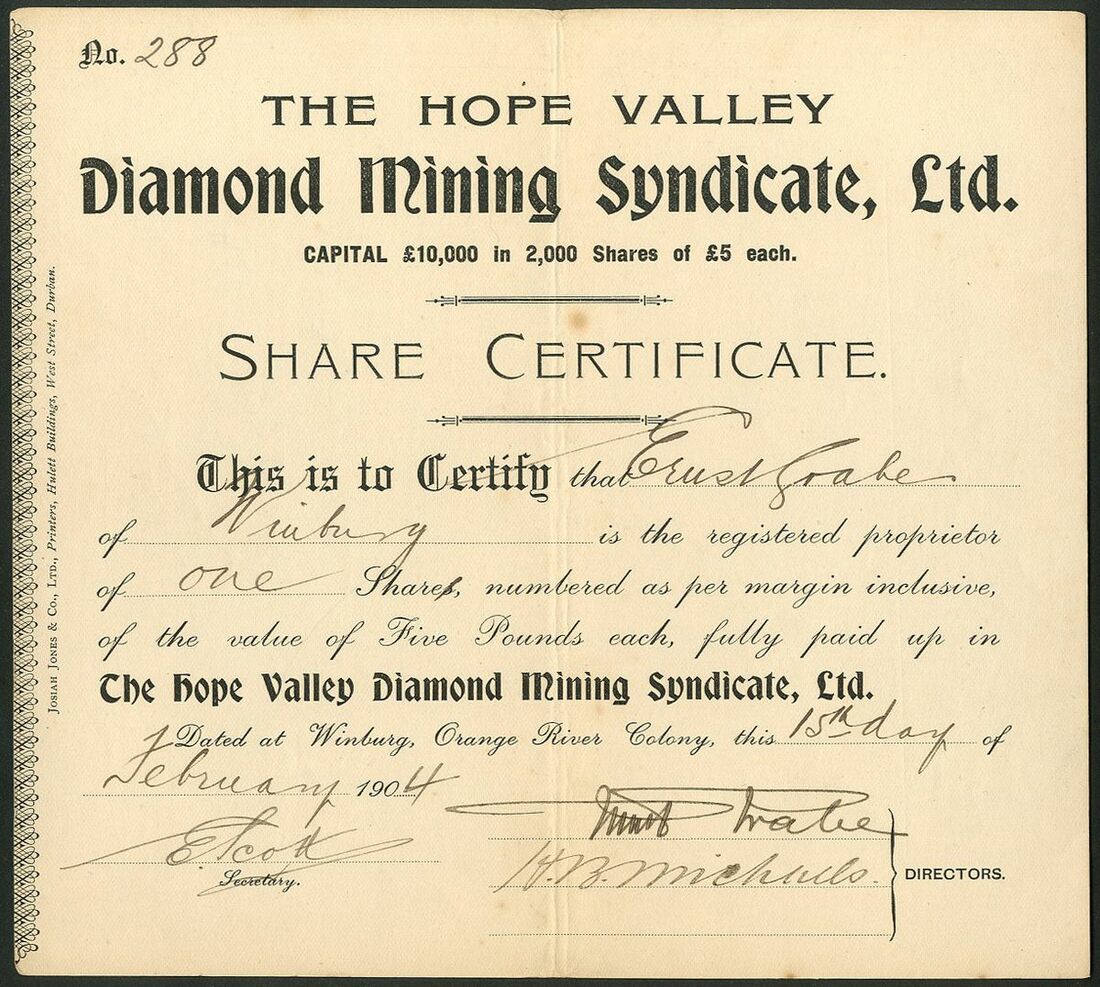 No. 288
THE HOPE VALLEY
Diamond Mining Syndicate, Ltd.
CAPITAL £10,000 in 2,000 Shares of £5 each.
SHARE CERTIFICATE.
This is to Certify that Ernst Grabe
of Winburg is the registered proprietor
of one Shares, numbered as per margin inclusive,
of the value of Five Pounds each, fully paid up in
The Hope Valley Diamond Mining Syndicate, Ltd.
Dated at Winburg, Orange River Colony, this 15th day of
February 1904
Ernst Grabe
E. Scott
H. B. Michaels.
Secretary.
DIRECTORS.
JOSIAH JONES & CO., LTD., Printers, Hulett Buildings, West Street, Durban.